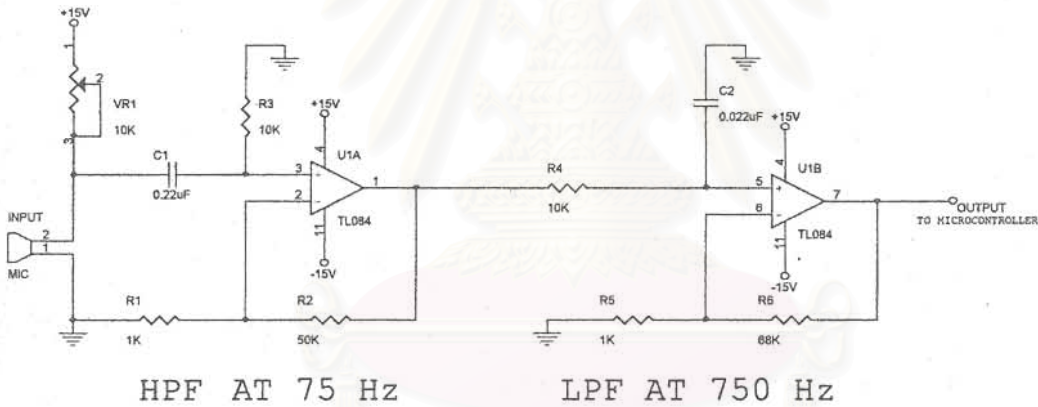 +15V
1
2
VR1
10K
3
C1
0.22uF
R3
10K
+15V
4
U1A
3
2
1
TL084
11
-15V
INPUT
2
1
MIC
R1
1K
R2
50K
R4
10K
C2
0.022uF
+15V
4
U1B
5
+
6
-
7
TL084
11
-15V
OUTPUT
TO MICROCONTROLLER
R5
1K
R6
68K
HPF AT 75 Hz
LPF AT 750 Hz